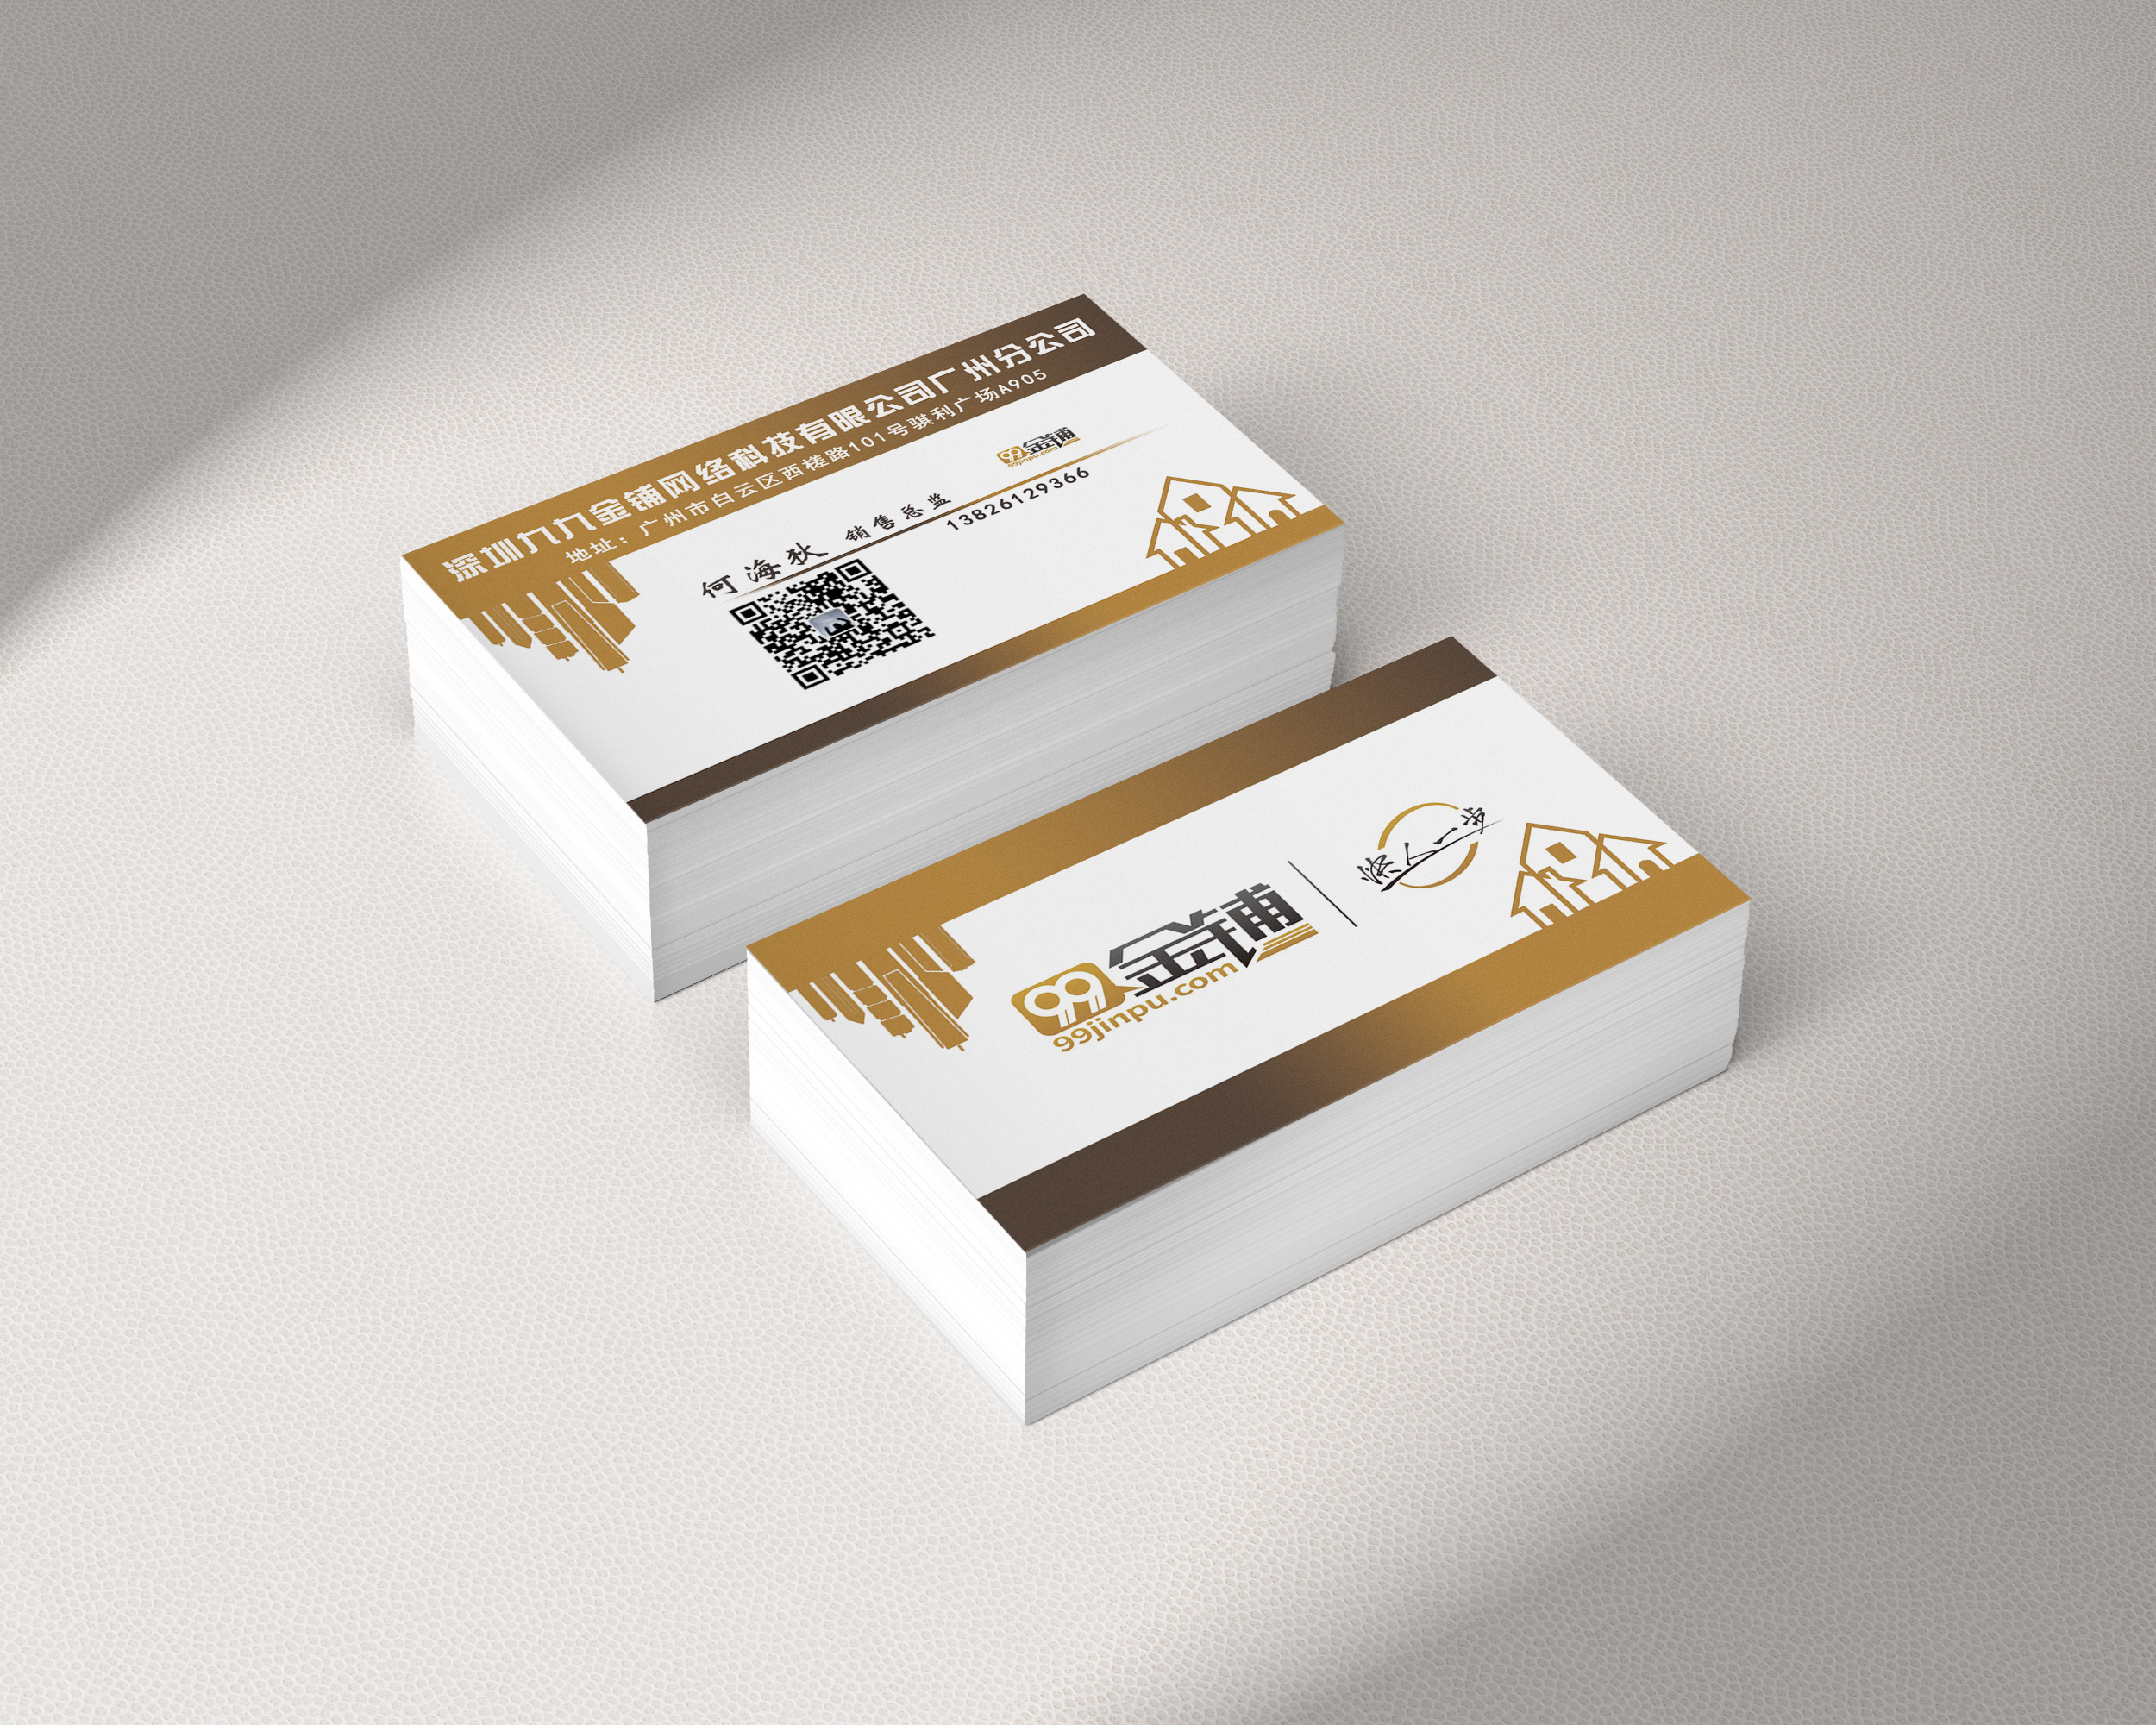 深圳九九金铺网络科技有限公司广州分公司
地址：广州市白云区西槎路101号骐利广场A905
99金铺
99jinpu.com
何海狄 销售总监
13826129366
99金铺
99jinpu.com
快人一步